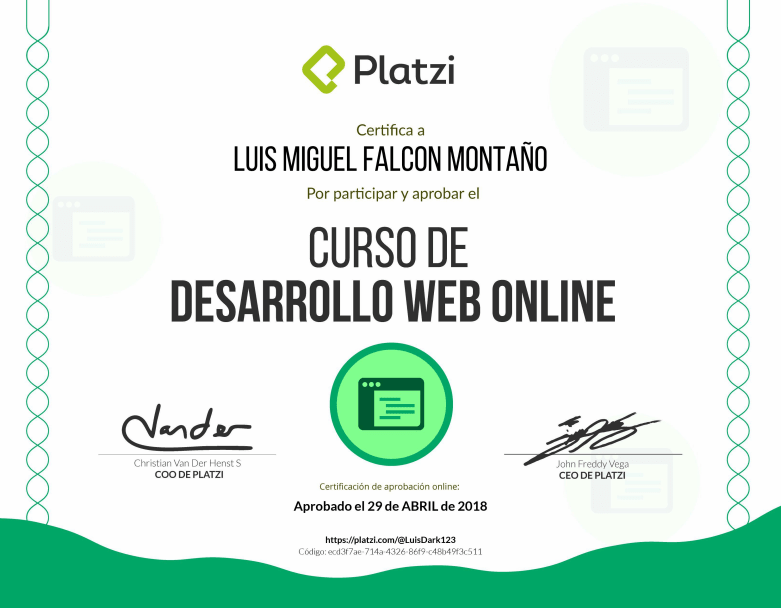 Platzi
Certifica a
LUIS MIGUEL FALCON MONTAÑO
Por participar y aprobar el
CURSO DE
DESARROLLO WEB ONLINE
Vander
Christian Van Der Henst S
COO DE PLATZI
John Freddy Vega
CEO DE PLATZI
Certificación de aprobación online:
Aprobado el 29 de ABRIL de 2018
https://platzi.com/@LuisDark123
Código: ecd3f7ae-714a-4326-86f9-c48b49f3c511